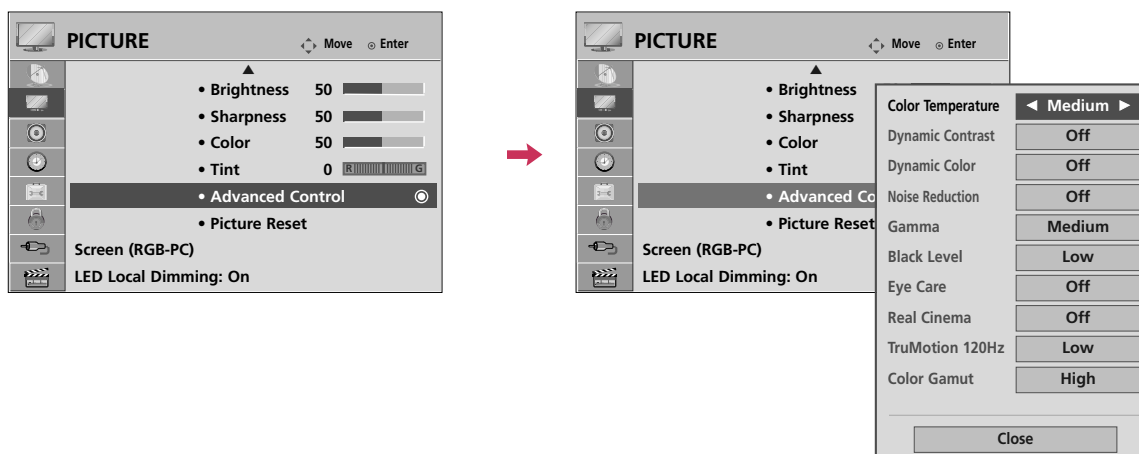 PICTURE
Move Enter
• Brightness 50
• Sharpness 50
• Color 50
• Tint 0 R G
• Advanced Control
• Picture Reset
Screen (RGB-PC)
LED Local Dimming: On
PICTURE
Move Enter
• Brightness
• Sharpness
• Color
• Tint
• Advanced Co
• Picture Reset
Screen (RGB-PC)
LED Local Dimming: On
Color Temperature ◄ Medium ►
Dynamic Contrast Off
Dynamic Color Off
Noise Reduction Off
Gamma Medium
Black Level Low
Eye Care Off
Real Cinema Off
TruMotion 120Hz Low
Color Gamut High
Close